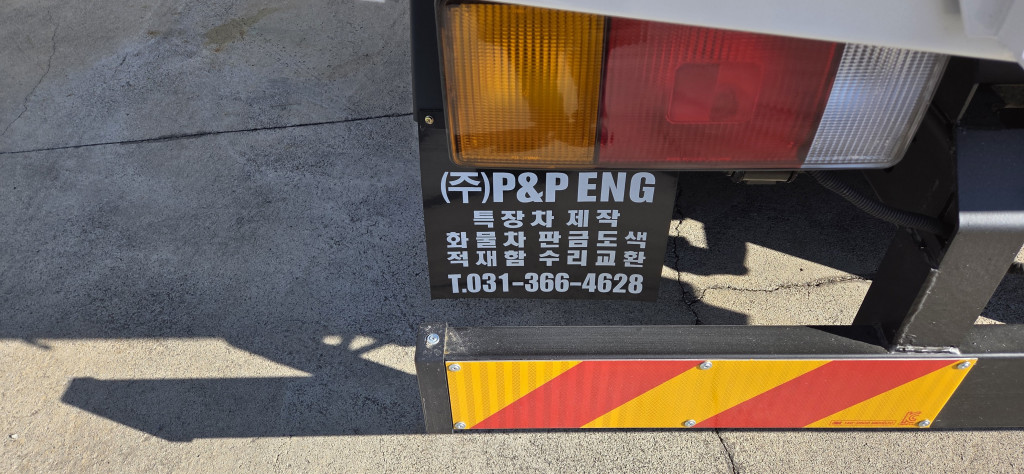 (주)P&P ENG
특장차 제작
화물차 판금도색
적재함 수리교환
T.031-366-4628